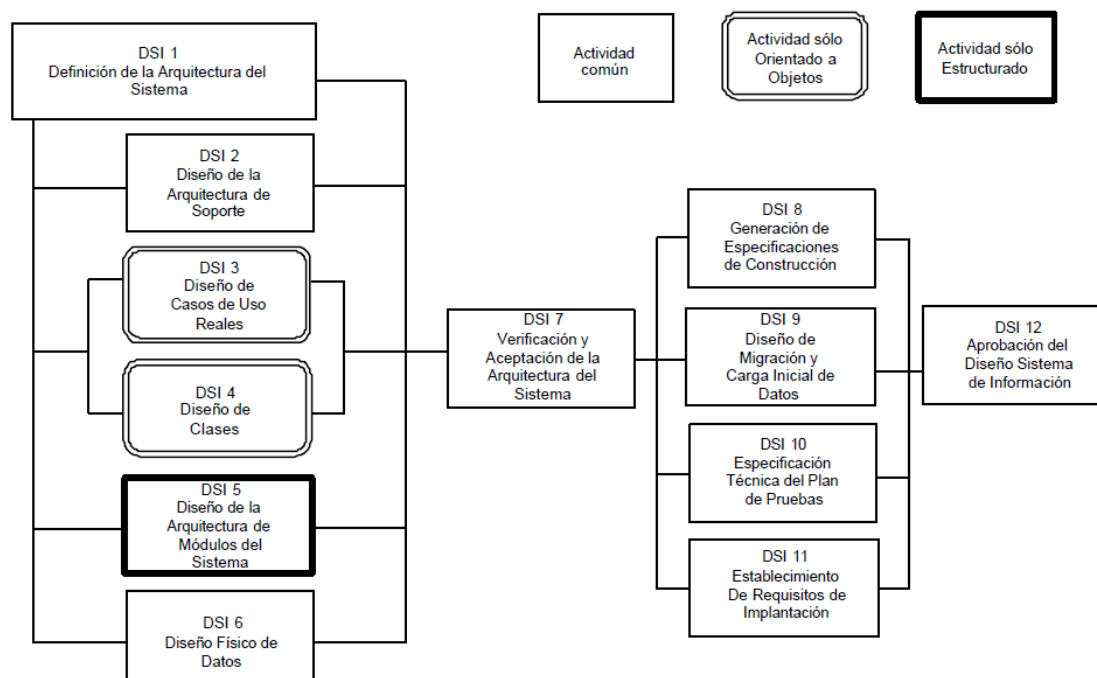 DSI 1
Definición de la Arquitectura del
Sistema
Actividad
común
Actividad sólo
Orientado a
Objetos
Actividad sólo
Estructurado
DSI 2
Diseño de la
Arquitectura de
Soporte
DSI 3
Diseño de
Casos de Uso
Reales
DSI 4
Diseño de
Clases
DSI 5
Diseño de la
Arquitectura de
Módulos del
Sistema
DSI 6
Diseño Físico de
Datos
DSI 7
Verificación y
Aceptación de la
Arquitectura del
Sistema
DSI 8
Generación de
Especificaciones
de Construcción
DSI 9
Diseño de
Migración y
Carga Inicial de
Datos
DSI 10
Especificación
Técnica del Plan
de Pruebas
DSI 11
Establecimiento
De Requisitos de
Implantación
DSI 12
Aprobación del
Diseño Sistema
de Información